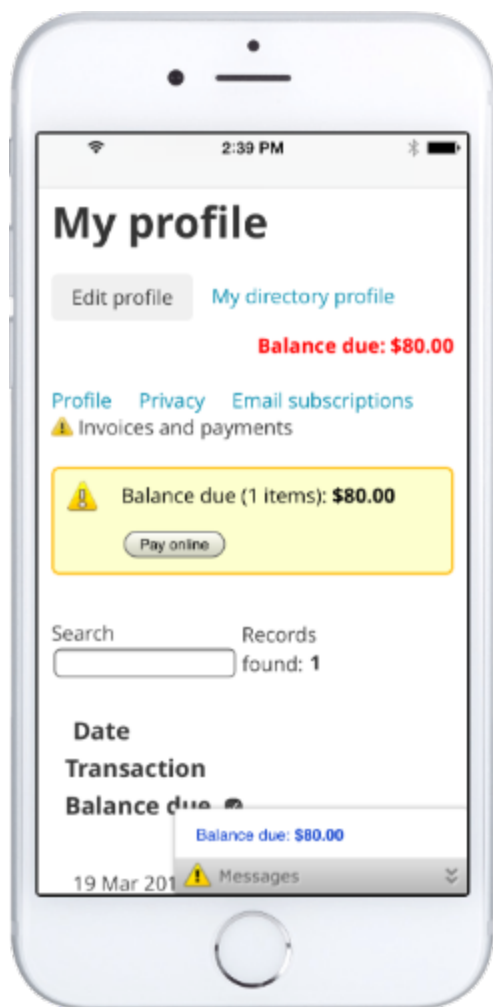 2:39 PM
My profile
Edit profile My directory profile
Balance due: $80.00
Profile Privacy Email subscriptions
Invoices and payments
Balance due (1 items): $80.00
Pay online
Search Records
found: 1
Date
Transaction
Balance due
Balance due: $80.00
19 Mar 201
Messages